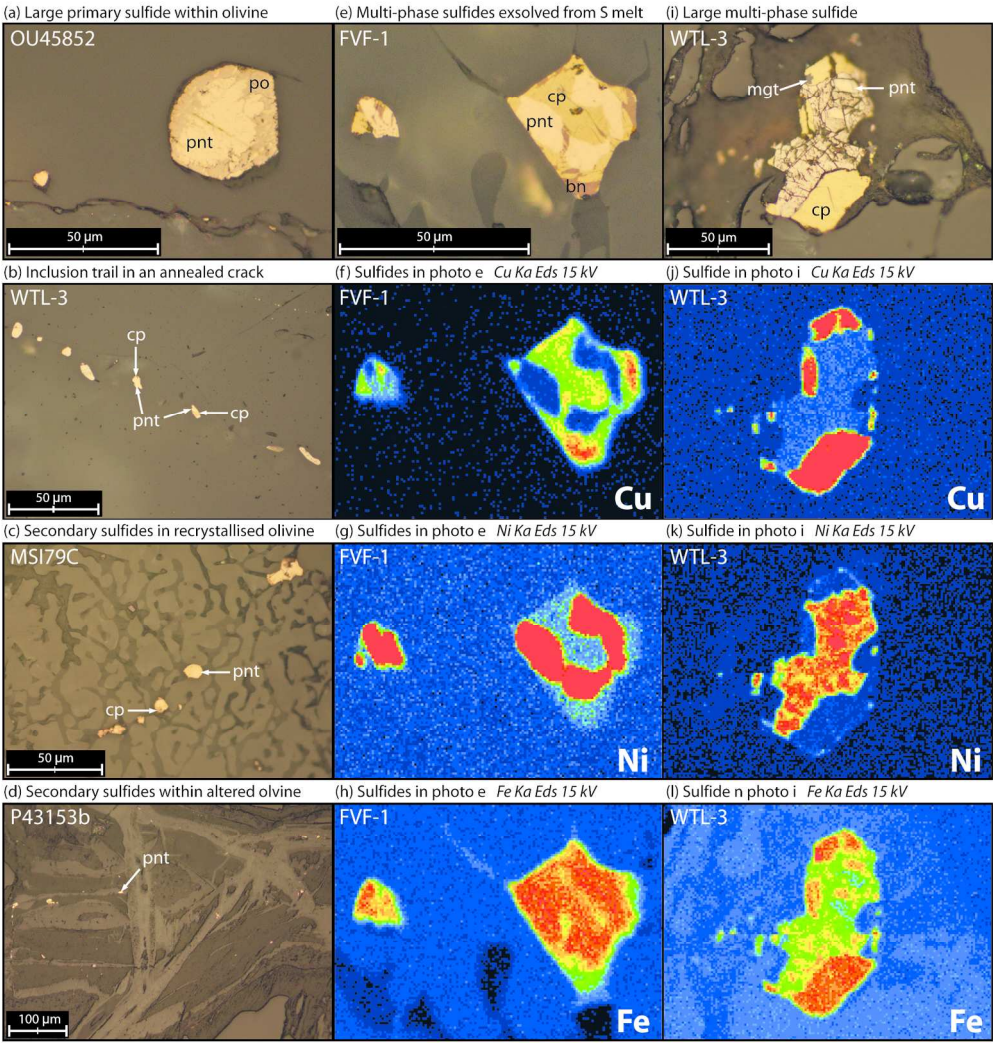 (a) Large primary sulfide within olivine
OU45852
po
pnt
50 µm
(b) Inclusion trail in an annealed crack
WTL-3
cp
pnt
cp
50 µm
(c) Secondary sulfides in recrystallised olivine
MSI79C
pnt
cp
50 µm
(d) Secondary sulfides within altered olvine
P43153b
pnt
100 µm
(e) Multi-phase sulfides exsolved from S melt
FVF-1
cp
pnt
bn
50 µm
(f) Sulfides in photo e Cu Ka Eds 15 kV
FVF-1
Cu
(g) Sulfides in photo e Ni Ka Eds 15 kV
FVF-1
Ni
(h) Sulfides in photo e Fe Ka Eds 15 kV
FVF-1
Fe
(i) Large multi-phase sulfide
WTL-3
mgt
pnt
cp
50 µm
(j) Sulfide in photo i Cu Ka Eds 15 kV
WTL-3
Cu
(k) Sulfide in photo i Ni Ka Eds 15 kV
WTL-3
Ni
(l) Sulfide n photo i Fe Ka Eds 15 kV
WTL-3
Fe